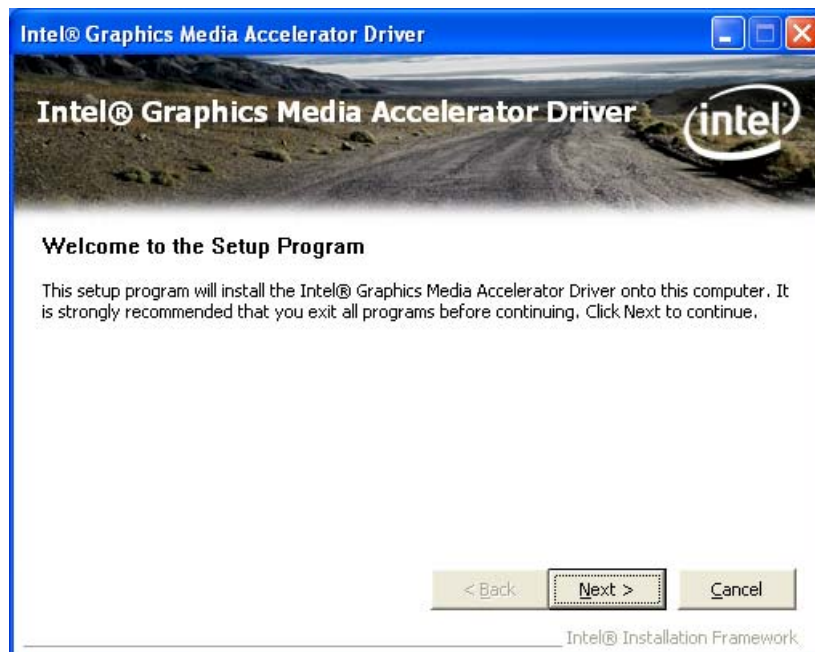 Intel® Graphics Media Accelerator Driver
Intel® Graphics Media Accelerator Driver
intel
Welcome to the Setup Program
This setup program will install the Intel® Graphics Media Accelerator Driver onto this computer. It
is strongly recommended that you exit all programs before continuing. Click Next to continue.
< Back
Next >
Cancel
Intel® Installation Framework